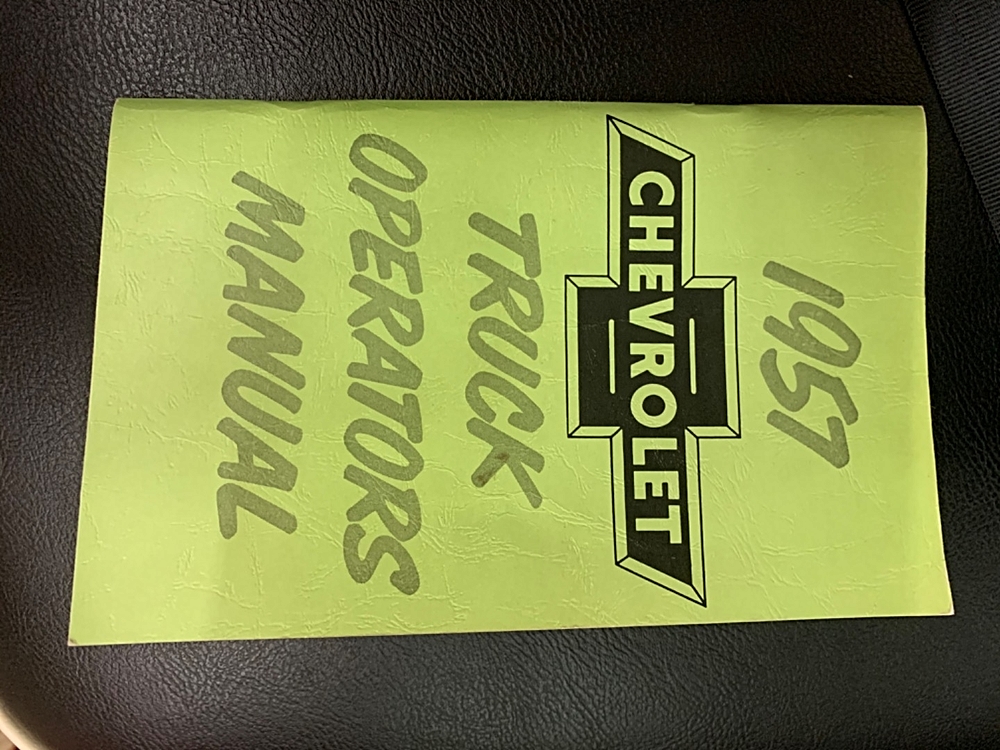 1957
CHEVROLET
TRUCK
OPERATORS
MANUAL